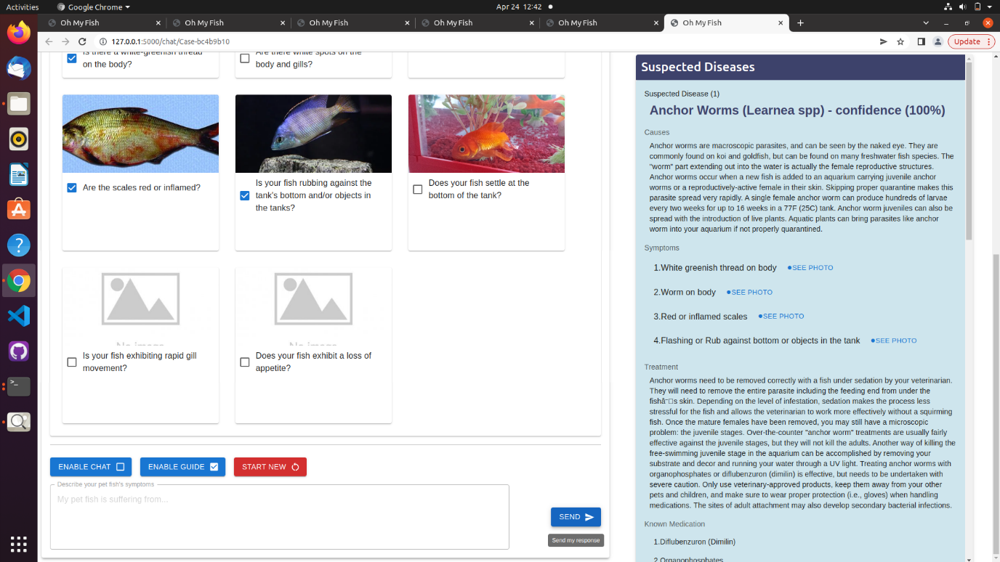 Activities
Google Chrome
Apr 24 12:42
Oh My Fish
Oh My Fish
Oh My Fish
Oh My Fish
Oh My Fish
Oh My Fish
127.0.0.1:5000/chat/Case-bc4b9b10
Update
Is there a white-greenish thread
on the body?
Are there white spots on the
body and gills?
Are the scales red or inflamed?
Is your fish rubbing against the
tank's bottom and/or objects in
the tanks?
Does your fish settle at the
bottom of the tank?
No image
Is your fish exhibiting rapid gill
movement?
No image
Does your fish exhibit a loss of
appetite?
ENABLE CHAT
ENABLE GUIDE
START NEW
Describe your pet fish's symptoms
My pet fish is suffering from...
SEND
Send my response
Suspected Diseases
Suspected Disease (1)
Anchor Worms (Learnea spp) - confidence (100%)
Causes
Anchor worms are macroscopic parasites, and can be seen by the naked eye. They are
commonly found on koi and goldfish, but can be found on many freshwater fish species. The
"worm" part extending out into the water is actually the female reproductive structures.
Anchor worms occur when a new fish is added to an aquarium carrying juvenile anchor
worms or a reproductively-active female in their skin. Skipping proper quarantine makes this
parasite spread very rapidly. A single female anchor worm can produce hundreds of larvae
every two weeks for up to 16 weeks in a 77F (25C) tank. Anchor worm juveniles can also be
spread with the introduction of live plants. Aquatic plants can bring parasites like anchor
worm into your aquarium if not properly quarantined.
Symptoms
1.White greenish thread on body
SEE PHOTO
2.Worm on body
SEE PHOTO
3.Red or inflamed scales
SEE PHOTO
4.Flashing or Rub against bottom or objects in the tank
SEE PHOTO
Treatment
Anchor worms need to be removed correctly with a fish under sedation by your veterinarian.
They will need to remove the entire parasite including the feeding end from under the
skin. Depending on the level of infestation, sedation makes the process less
stressful for the fish and allows the veterinarian to work more effectively without a squirming
fish. Once the mature females have been removed, you may still have a microscopic
problem: the juvenile stages. Over-the-counter "anchor worm" treatments are usually fairly
effective against the juvenile stages, but they will not kill the adults. Another way of killing the
free-swimming juvenile stage in the aquarium can be accomplished by removing your
substrate and decor and running your water through a UV light. Treating anchor worms with
organophosphates or diflubenzuron (dimilin) is effective, but needs to be undertaken with
severe caution. Only use veterinary-approved products, keep them away from your other
pets and children, and make sure to wear proper protection (i.e., gloves) when handling
medications. The sites of adult attachment may also develop secondary bacterial infections.
Known Medication
1.Diflubenzuron (Dimilin)
2.Organophosphates